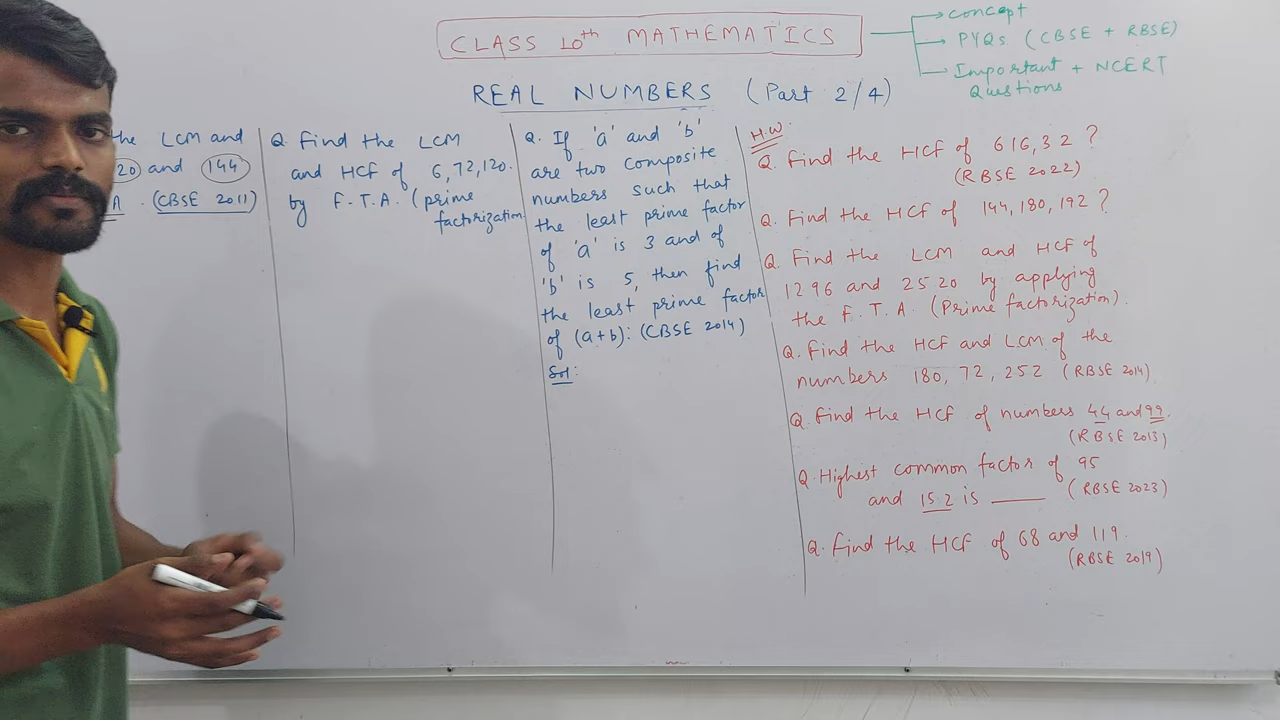 CLASS 10th MATHEMATICS
concept
PYQs (CBSE + RBSE)
Important + NCERT
Questions
REAL NUMBERS (Part 2/4)
the LCM and
20 and 144
A. (CBSE 2011)
Q. Find the LCM
and HCF of 6,72,120.
by F.T.A. (prime
factorization
Q. If 'a' and 'b'
are two composite
numbers such that
the least prime factor
of 'a' is 3 and of
'b' is 5, then find
the least prime factor
of (a+b): (CBSE 2014)
Sol:
H.W
Q. Find the HCF of 616,32?
(RBSE 2022)
Q. Find the HCF of 144, 180, 192?
Q. Find the LCM and HCF of
1296 and 2520 by applying
the F.T.A. (Prime factorization).
Q. Find the HCF and LCM of the
numbers 180, 72, 252 (RBSE 2014)
Q. Find the HCF of numbers 44 and 99.
(RBSE 2013)
Q. Highest common factor of 95
and 152 is ____ (RBSE 2023)
Q. Find the HCF of 68 and 119.
(RBSE 2019)